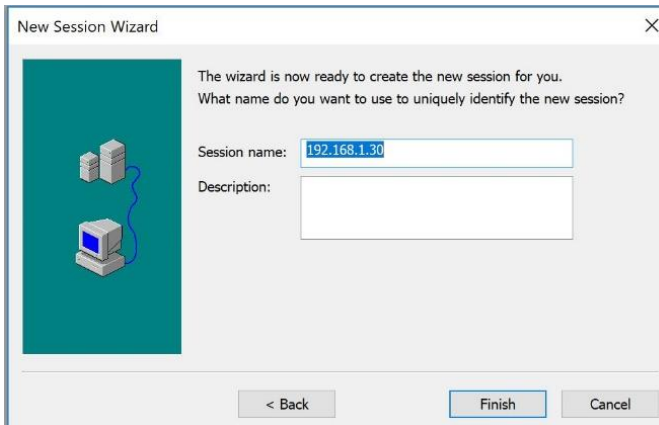 New Session Wizard
The wizard is now ready to create the new session for you.
What name do you want to use to uniquely identify the new session?
Session name: 192.168.1.30
Description:
< Back Finish Cancel